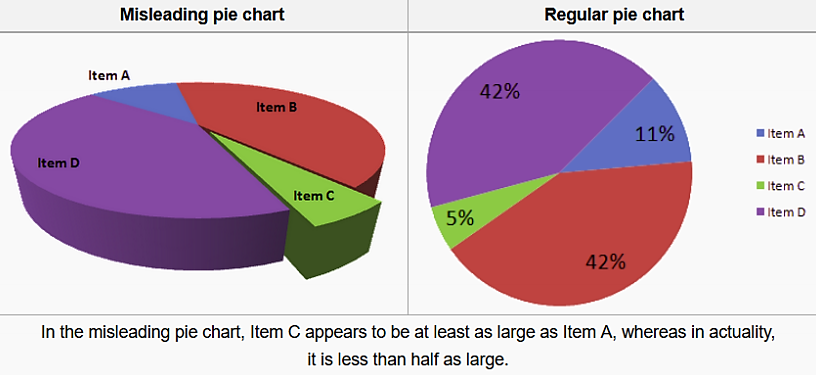 Misleading pie chart
Regular pie chart
Item A
Item B
Item D
Item C
42%
11%
5%
42%
Item A
Item B
Item C
Item D
In the misleading pie chart, Item C appears to be at least as large as Item A, whereas in actuality,
it is less than half as large.